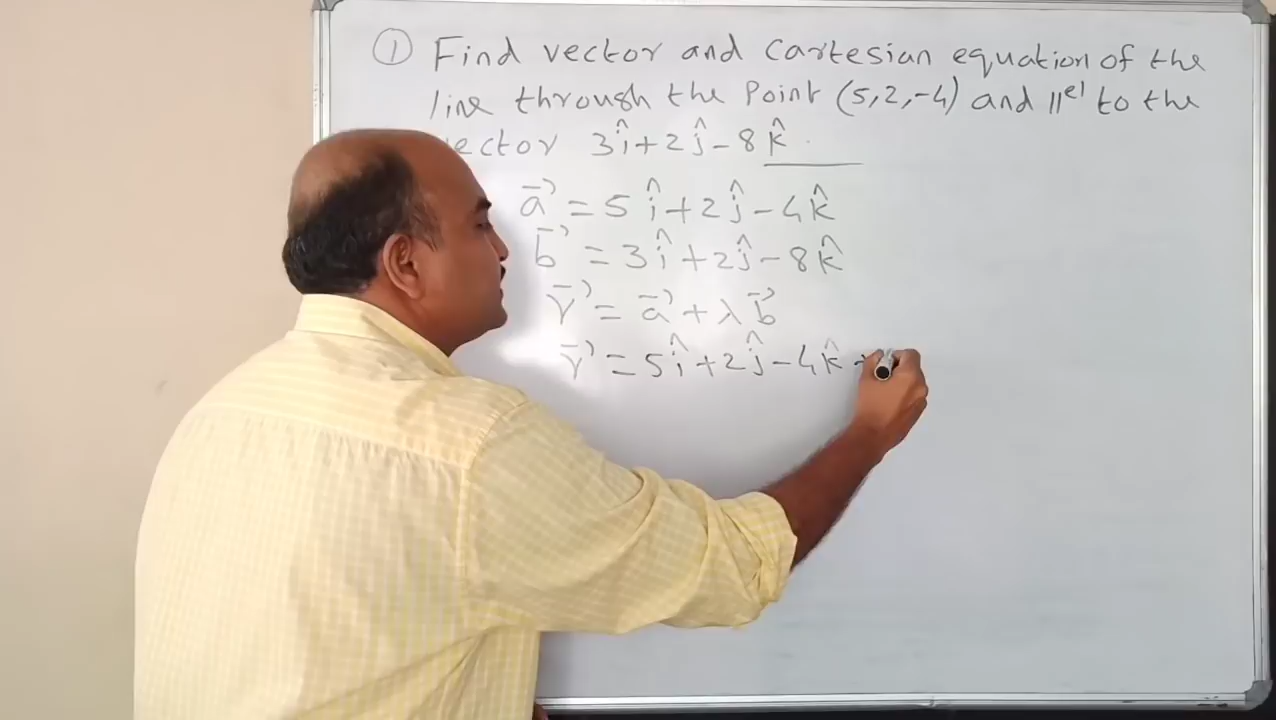 ① Find vector and Cartesian equation of the
line through the Point (5,2,-4) and ||el to the
vector 3î+2ĵ-8k̂.
a⃗ = 5î+2ĵ-4k̂
b⃗ = 3î+2ĵ-8k̂
r⃗ = a⃗+λb⃗
r⃗ = 5î+2ĵ-4k̂ +